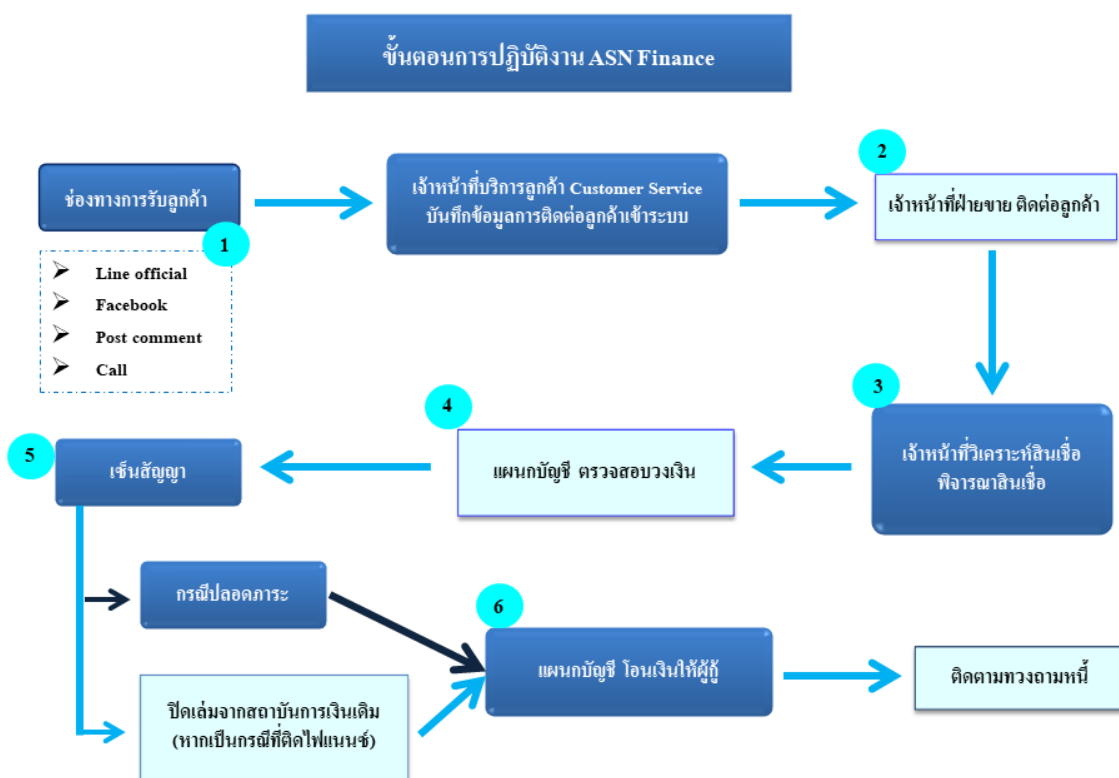 ขั้นตอนการปฏิบัติงาน ASN Finance
ช่องทางการรับลูกค้า
1
Line official
Facebook
Post comment
Call
เจ้าหน้าที่บริการลูกค้า Customer Service
บันทึกข้อมูลการติดต่อลูกค้าเข้าระบบ
2
เจ้าหน้าที่ฝ่ายขาย ติดต่อลูกค้า
3
เจ้าหน้าที่วิเคราะห์สินเชื่อ
พิจารณาสินเชื่อ
4
แผนกบัญชี ตรวจสอบวงเงิน
5
เซ็นสัญญา
กรณีปลอดภาระ
ปิดเล่มจากสถาบันการเงินเดิม
(หากเป็นกรณีที่ติดไฟแนนซ์)
6
แผนกบัญชี โอนเงินให้ผู้กู้
ติดตามทวงถามหนี้